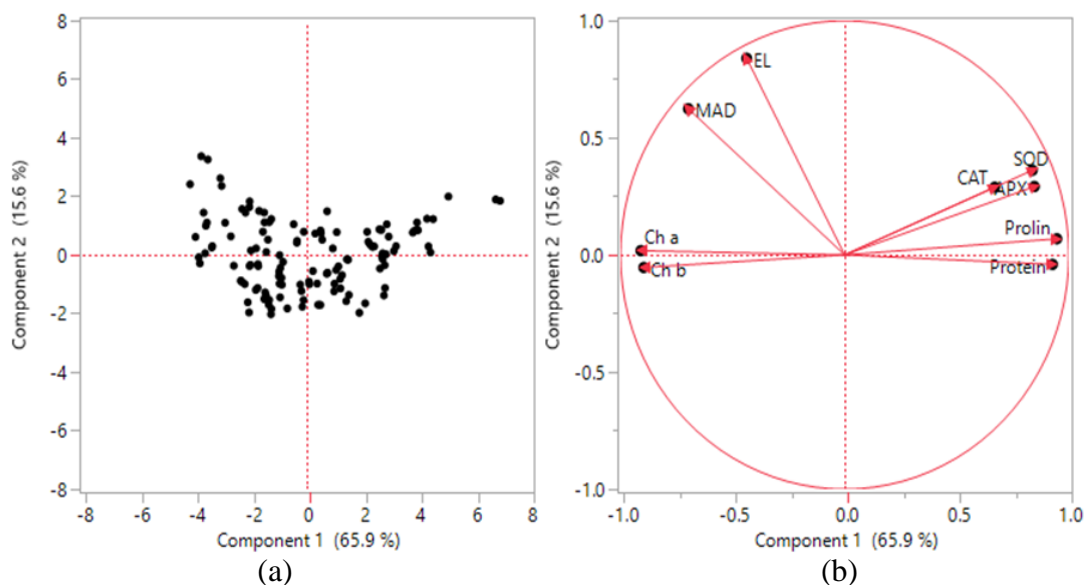 8
6
4
2
0
-2
-4
-6
-8
Component 2 (15.6 %)
-8 -6 -4 -2 0 2 4 6 8
Component 1 (65.9 %)
(a)
1.0
0.5
0.0
-0.5
-1.0
Component 2 (15.6 %)
EL
MAD
SOD
CAT
APX
Prolin
Ch a
Protein
Ch b
-1.0 -0.5 0.0 0.5 1.0
Component 1 (65.9 %)
(b)